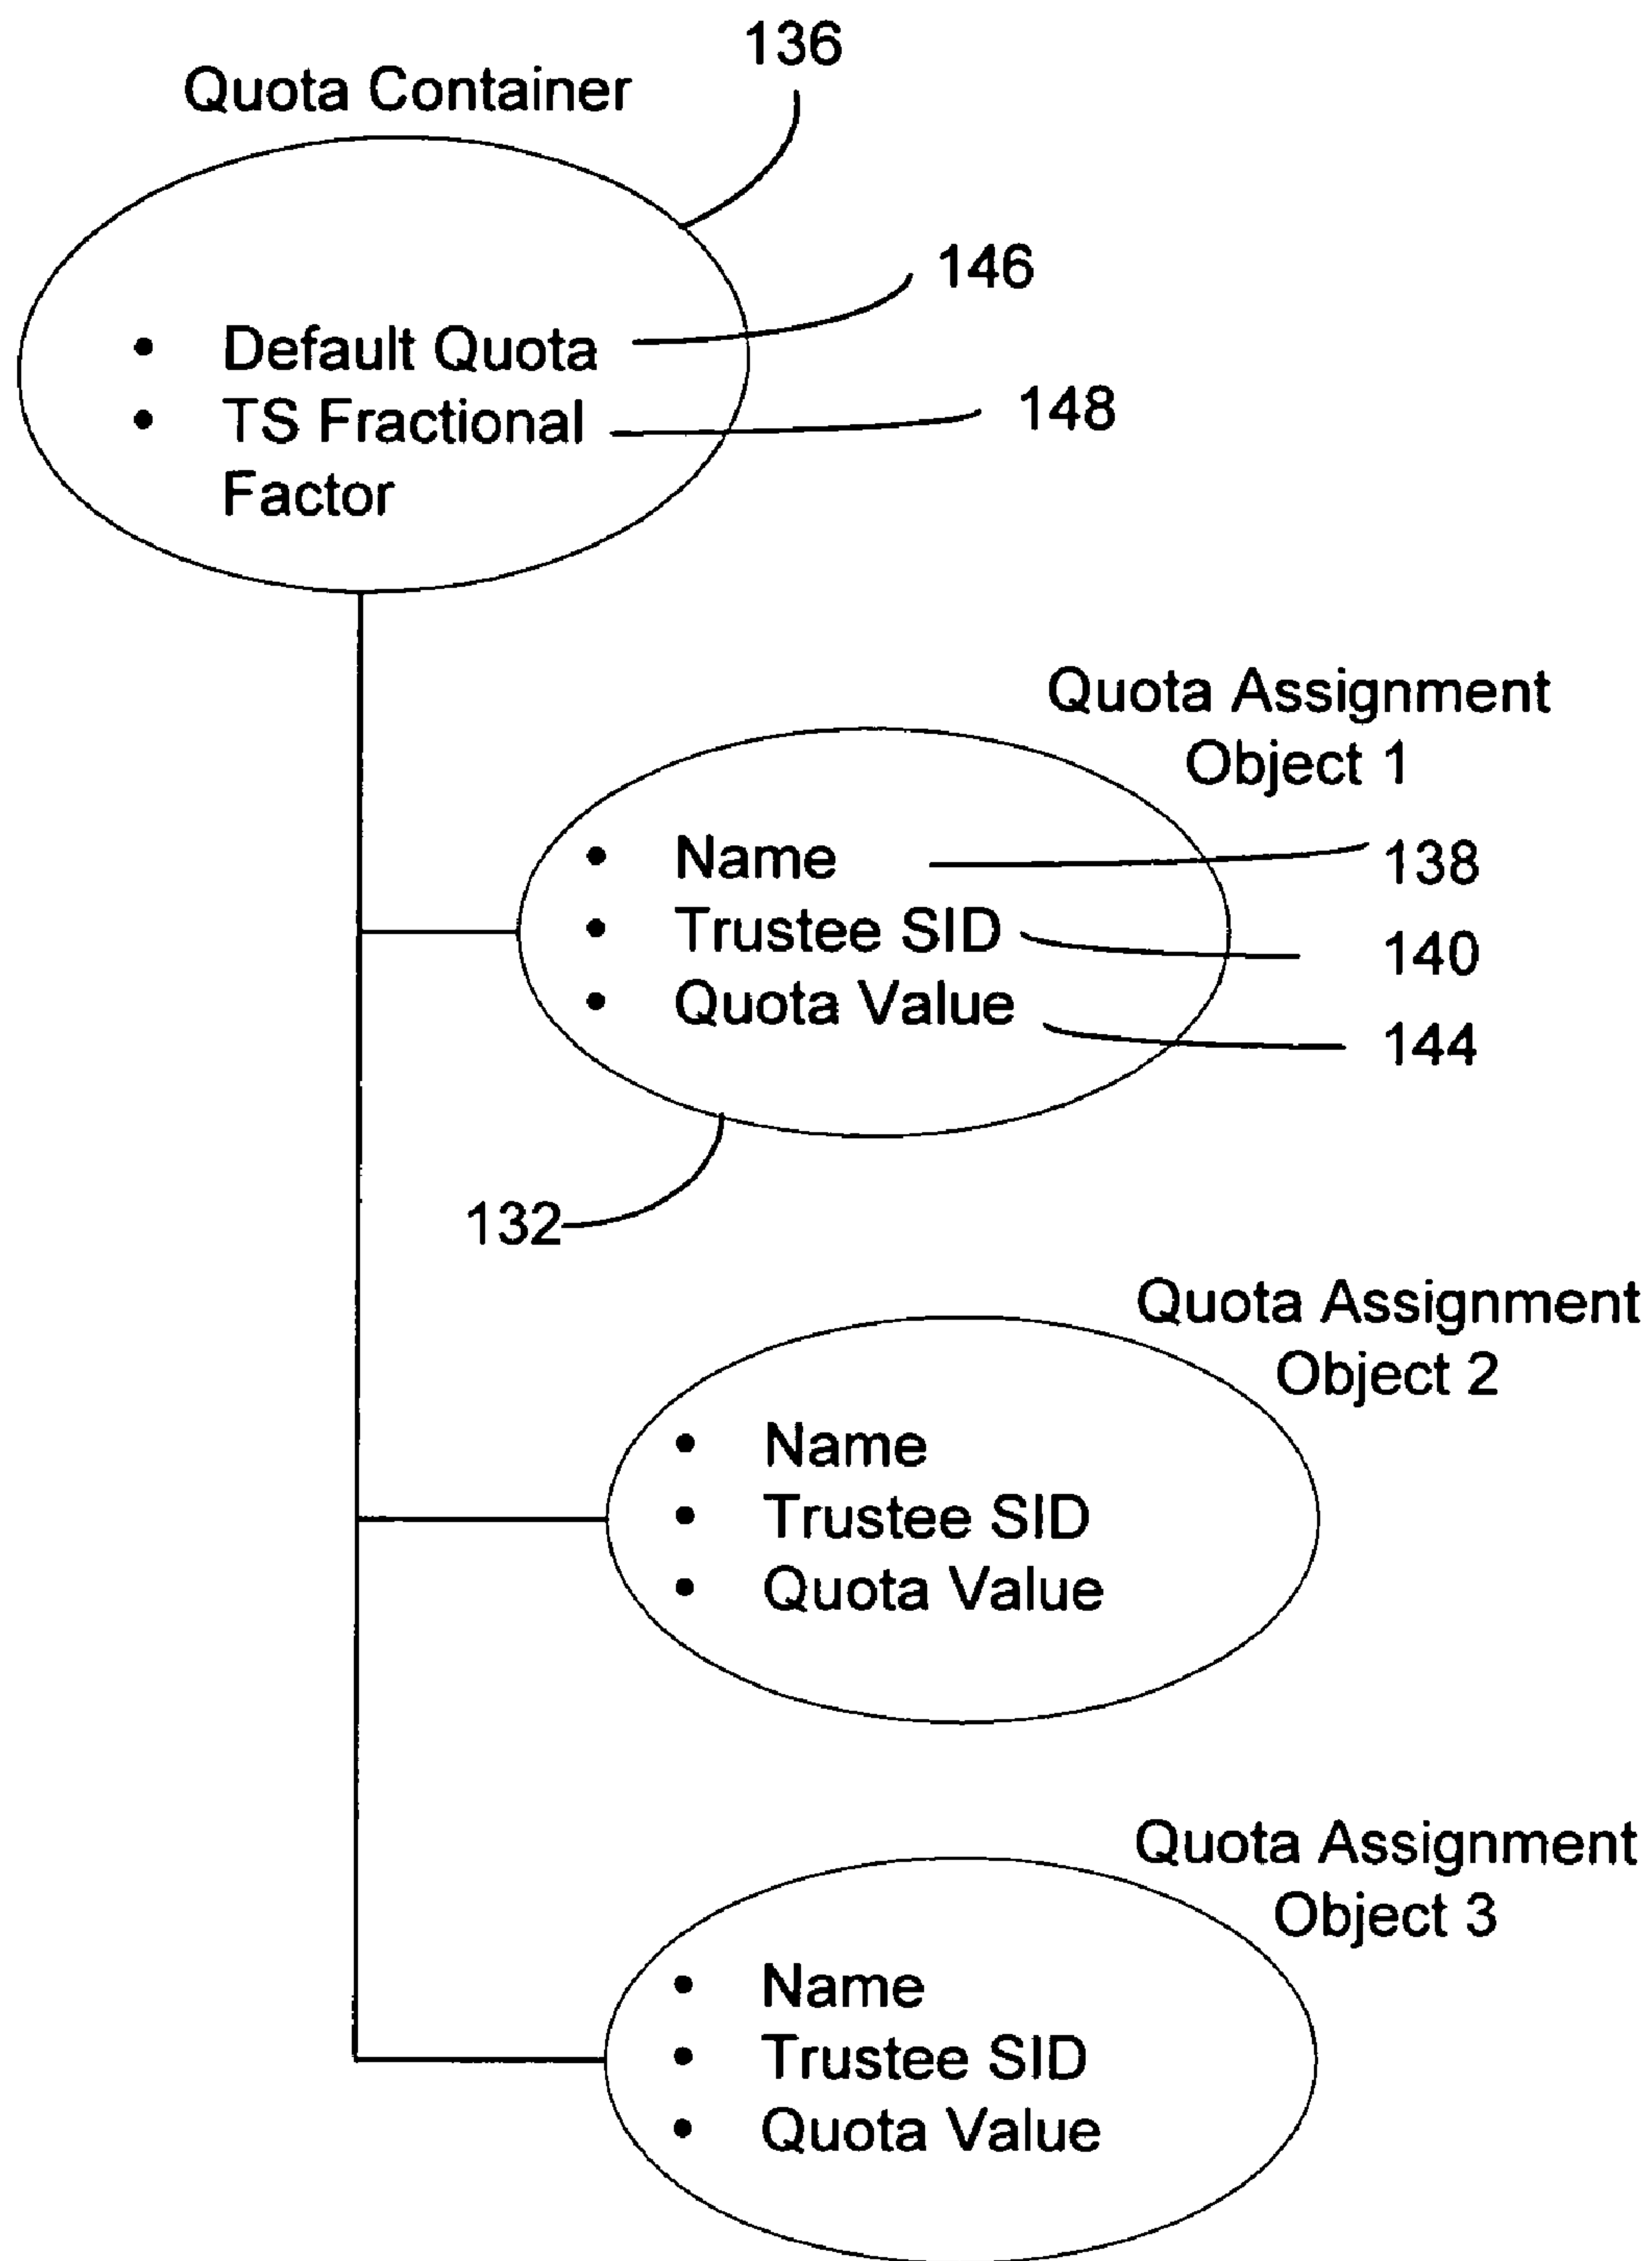 136
Quota Container
146
• Default Quota
148
• TS Fractional
Factor
Quota Assignment
Object 1
• Name
138
• Trustee SID
140
• Quota Value
144
132
Quota Assignment
Object 2
• Name
• Trustee SID
• Quota Value
Quota Assignment
Object 3
• Name
• Trustee SID
• Quota Value